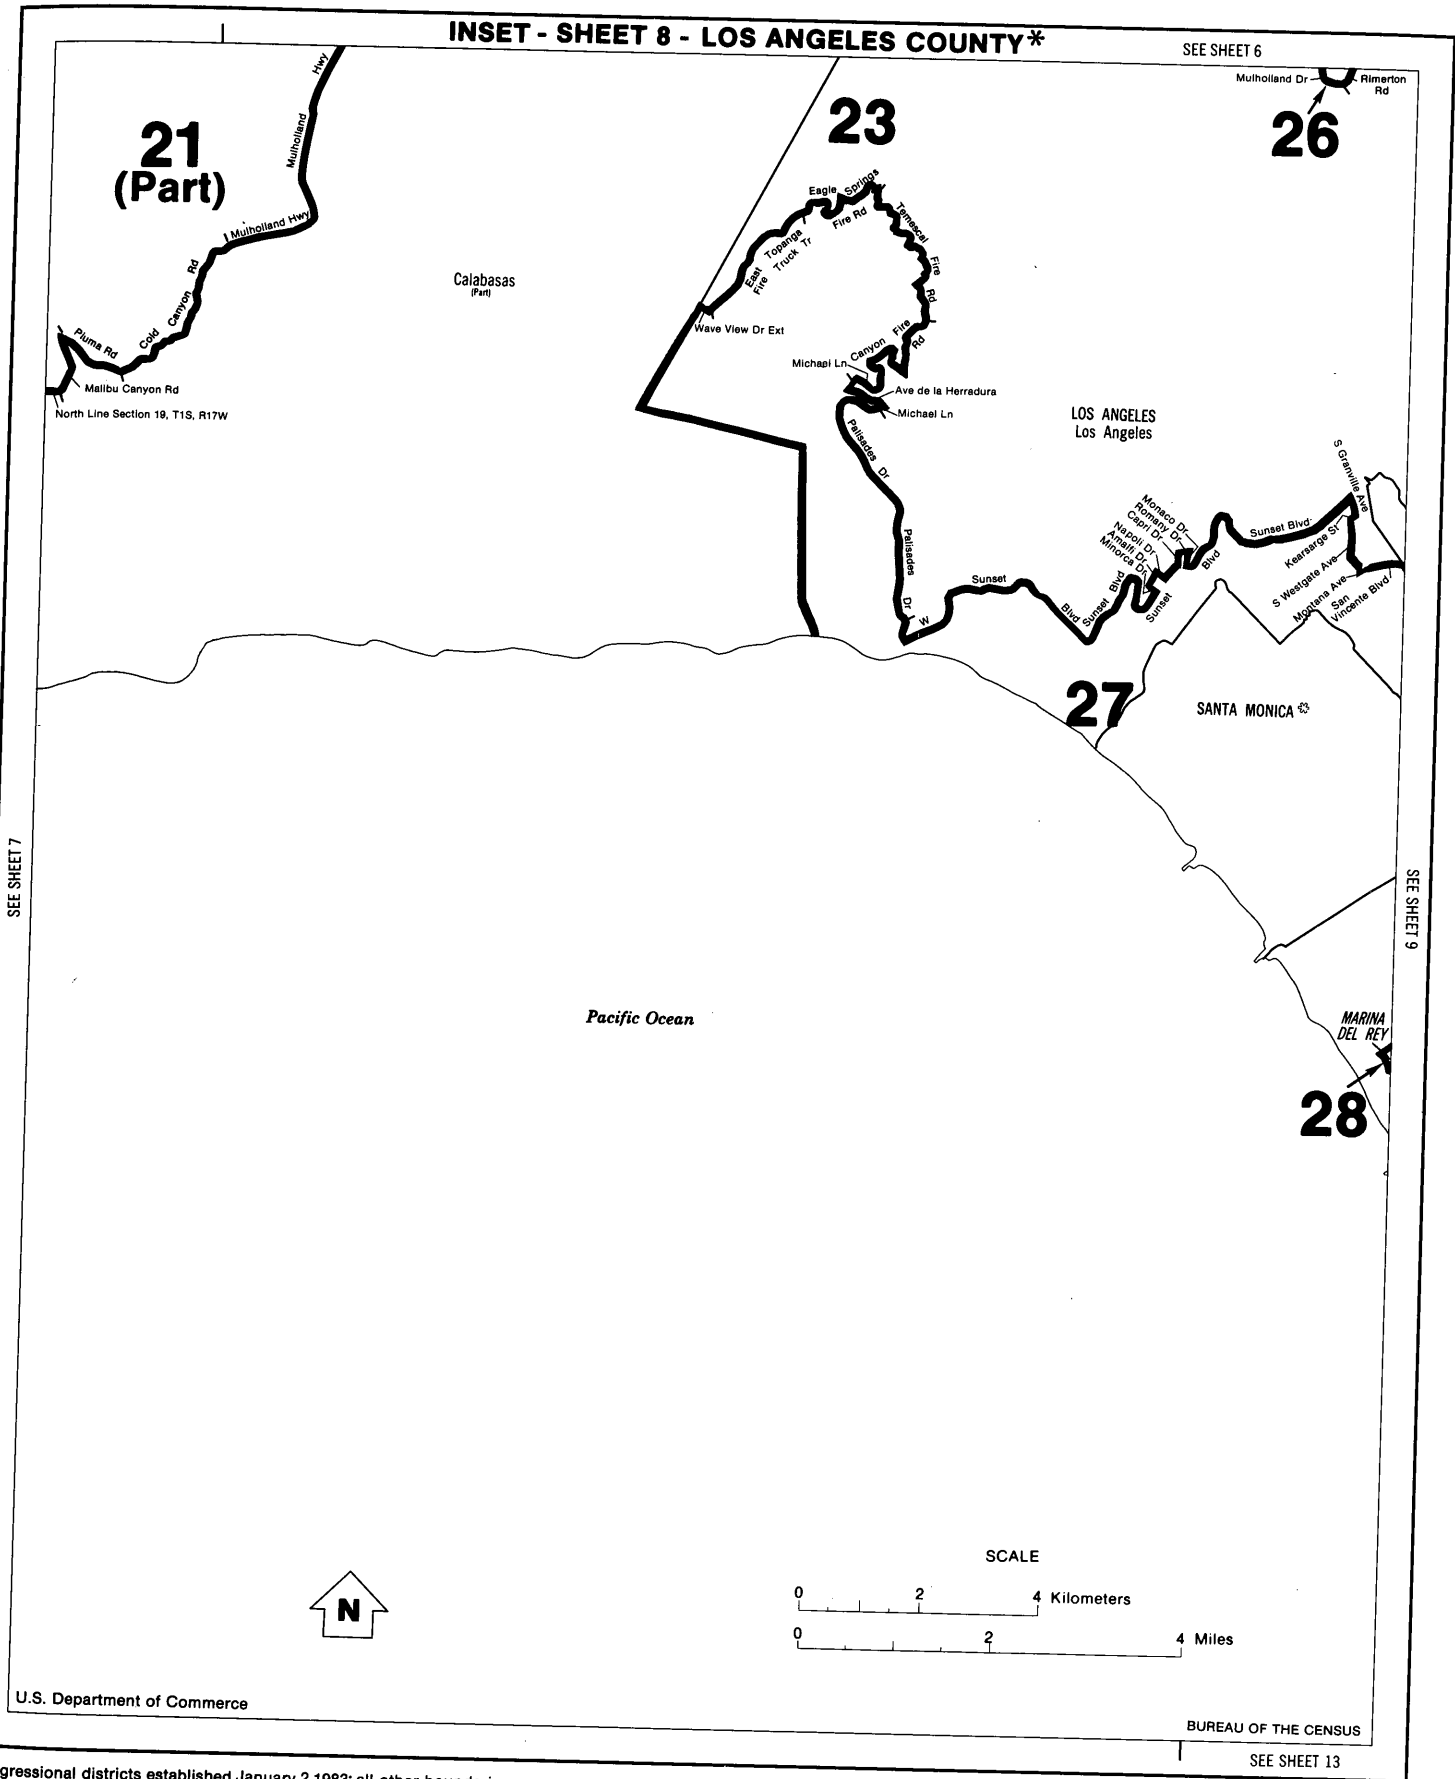 INSET - SHEET 8 - LOS ANGELES COUNTY*
SEE SHEET 6
Hwy
Mulholland
21
(Part)
Mulholland Hwy
Cold Canyon Rd
Piuma Rd
Malibu Canyon Rd
North Line Section 19, T1S, R17W
Calabasas
(Part)
23
Mulholland Dr
Rimerton
Rd
26
Eagle Springs
Fire Rd
East Topanga
Fire Truck Tr
Wave View Dr Ext
Temescal
Fire
Rd
Canyon Fire
Rd
Michael Ln
Ave de la Herradura
Michael Ln
Palisades Dr
Palisades
Dr
LOS ANGELES
Los Angeles
W
Sunset
Blvd
Sunset Blvd
Sunset
Blvd
Monaco Dr
Romany Dr
Capri Dr
Napoli Dr
Amalfi Dr
Minorca Dr
Sunset Blvd
S Granville Ave
Kearsarge St
S Westgate Ave
Montana Ave
San
Vincente Blvd
27
SANTA MONICA
SEE SHEET 7
SEE SHEET 9
Pacific Ocean
MARINA
DEL REY
28
SCALE
0 2 4 Kilometers
0 2 4 Miles
N
U.S. Department of Commerce
BUREAU OF THE CENSUS
SEE SHEET 13